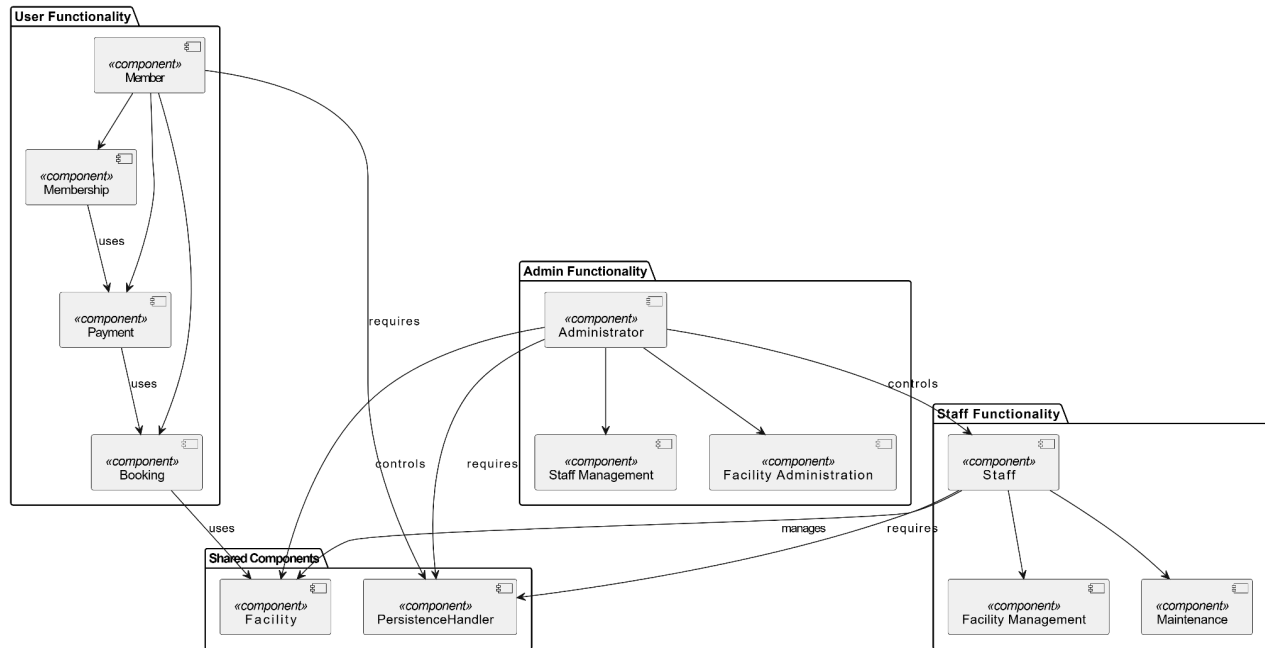 User Functionality
«component»
Member
«component»
Membership
uses
«component»
Payment
requires
uses
«component»
Booking
uses
Admin Functionality
«component»
Administrator
controls
controls
requires
«component»
Staff Management
«component»
Facility Administration
Staff Functionality
«component»
Staff
manages
requires
Shared Components
«component»
Facility
«component»
PersistenceHandler
«component»
Facility Management
«component»
Maintenance